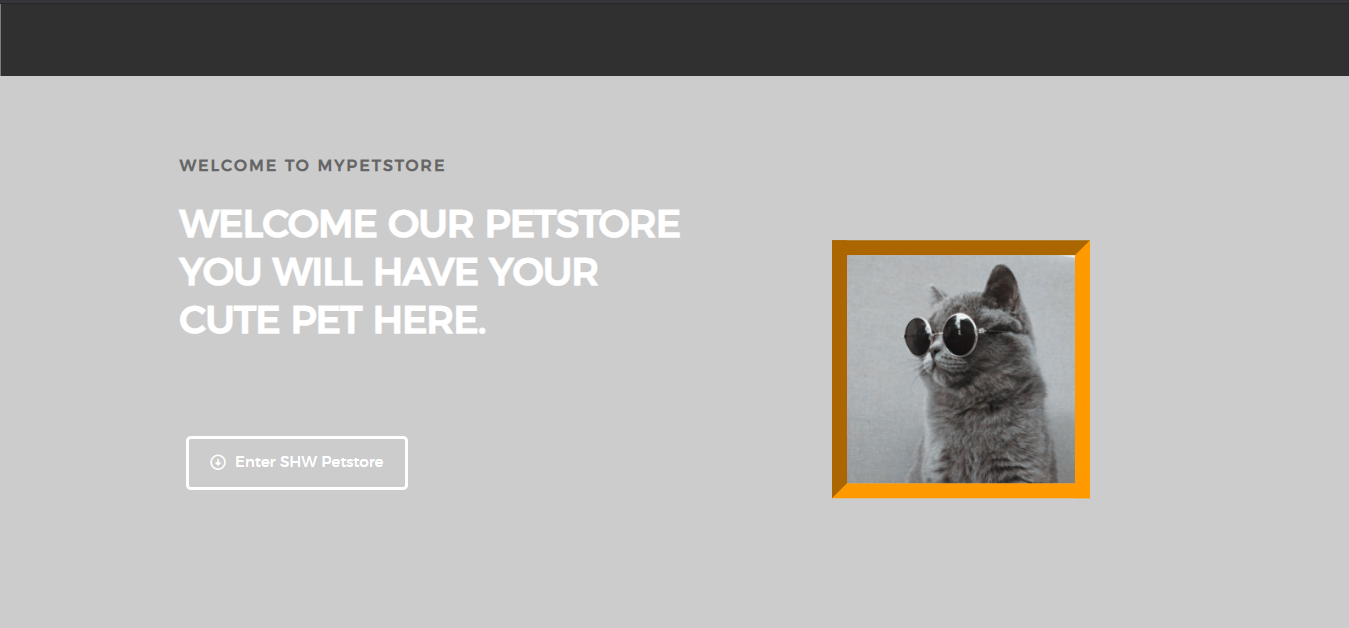 WELCOME TO MYPETSTORE
WELCOME OUR PETSTORE
YOU WILL HAVE YOUR
CUTE PET HERE.
Enter SHW Petstore